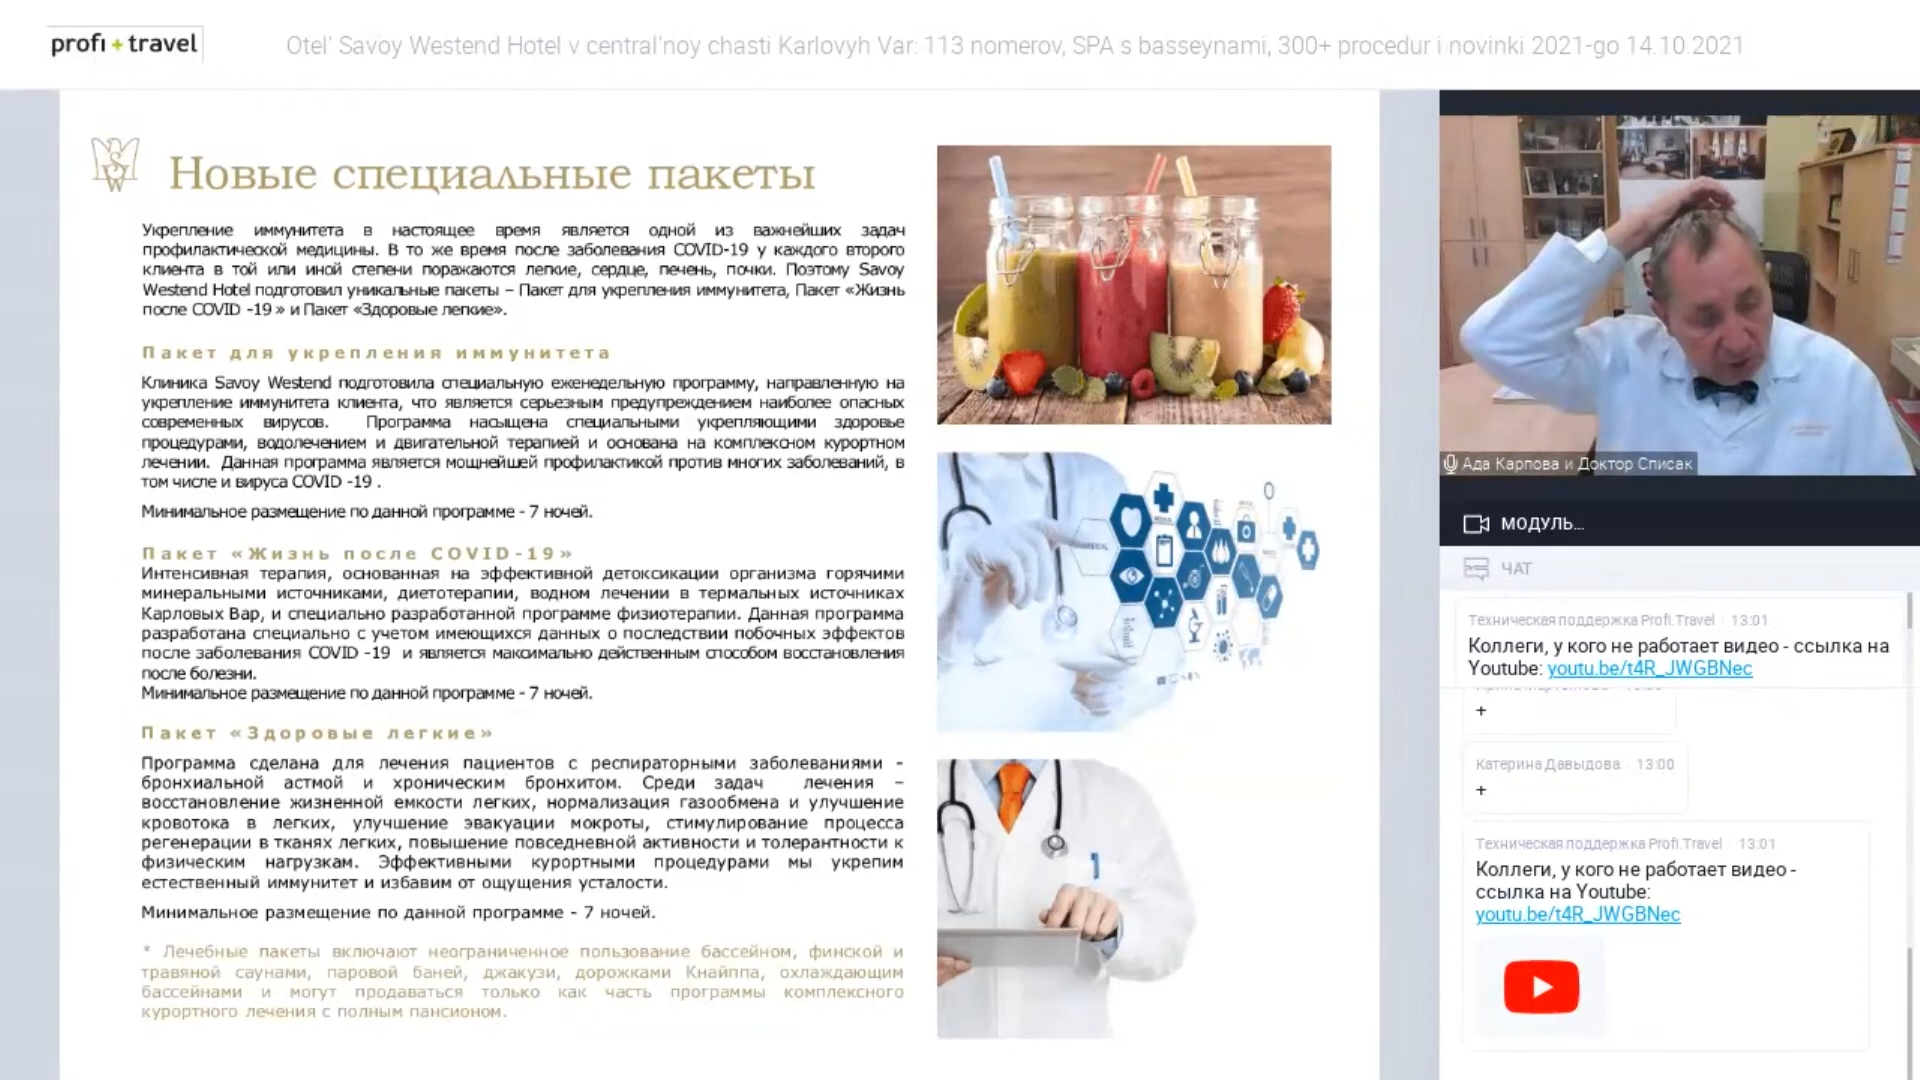 profi + travel
Otel' Savoy Westend Hotel v central'noy chasti Karlovyh Var: 113 nomerov, SPA s basseynami, 300+ procedur i novinki 2021-go 14.10.2021
Новые специальные пакеты
Укрепление иммунитета в настоящее время является одной из важнейших задач
профилактической медицины. В то же время после заболевания COVID-19 у каждого второго
клиента в той или иной степени поражаются легкие, сердце, печень, почки. Поэтому Savoy
Westend Hotel подготовил уникальные пакеты – Пакет для укрепления иммунитета, Пакет «Жизнь
после COVID -19 » и Пакет «Здоровые легкие».
Пакет для укрепления иммунитета
Клиника Savoy Westend подготовила специальную еженедельную программу, направленную на
укрепление иммунитета клиента, что является серьезным предупреждением наиболее опасных
современных вирусов. Программа насыщена специальными укрепляющими здоровье
процедурами, водолечением и двигательной терапией и основана на комплексном курортном
лечении. Данная программа является мощнейшей профилактикой против многих заболеваний, в
том числе и вируса COVID -19 .
Минимальное размещение по данной программе - 7 ночей.
Пакет «Жизнь после COVID-19»
Интенсивная терапия, основанная на эффективной детоксикации организма горячими
минеральными источниками, диетотерапии, водном лечении в термальных источниках
Карловых Вар, и специально разработанной программе физиотерапии. Данная программа
разработана специально с учетом имеющихся данных о последствии побочных эффектов
после заболевания COVID -19 и является максимально действенным способом восстановления
после болезни.
Минимальное размещение по данной программе - 7 ночей.
Пакет «Здоровые легкие»
Программа сделана для лечения пациентов с респираторными заболеваниями -
бронхиальной астмой и хроническим бронхитом. Среди задач лечения –
восстановление жизненной емкости легких, нормализация газообмена и улучшение
кровотока в легких, улучшение эвакуации мокроты, стимулирование процесса
регенерации в тканях легких, повышение повседневной активности и толерантности к
физическим нагрузкам. Эффективными курортными процедурами мы укрепим
естественный иммунитет и избавим от ощущения усталости.
Минимальное размещение по данной программе - 7 ночей.
* Лечебные пакеты включают неограниченное пользование бассейном, финской и
травяной саунами, паровой баней, джакузи, дорожками Кнайппа, охлаждающим
бассейнами и могут продаваться только как часть программы комплексного
курортного лечения с полным пансионом.
Ада Карпова и Доктор Списак
МОДУЛЬ...
ЧАТ
Техническая поддержка Profi.Travel 13:01
Коллеги, у кого не работает видео - ссылка на
Youtube: youtu.be/t4R_JWGBNec
+
Катерина Давыдова 13:00
+
Техническая поддержка Profi.Travel 13:01
Коллеги, у кого не работает видео -
ссылка на Youtube:
youtu.be/t4R_JWGBNec